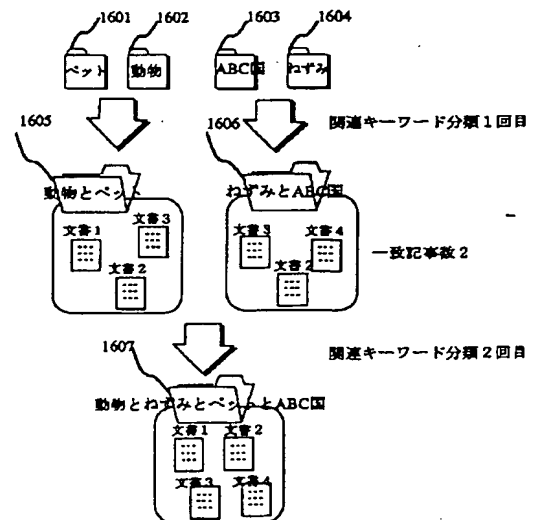 1601
1602
1603
1604
ペット
動物
ABC国
ねずみ
1605
1606
関連キーワード分類1回目
動物とペット
ねずみとABC国
文書1
文書3
文書2
文書3
文書4
文書2
一致記事数2
1607
関連キーワード分類2回目
動物とねずみとペットとABC国
文書1
文書2
文書3
文書4